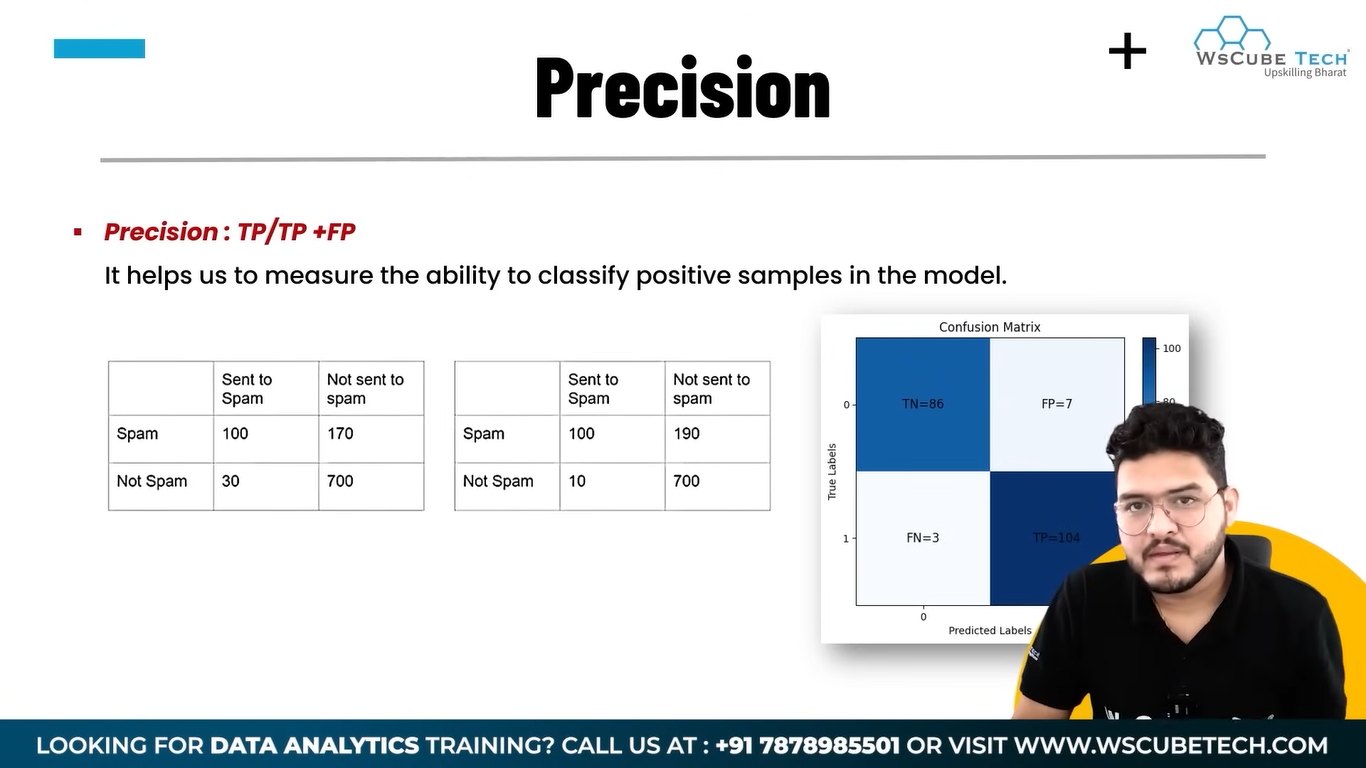 WSCUBE TECH
Upskilling Bharat
Precision
Precision : TP/TP +FP
It helps us to measure the ability to classify positive samples in the model.
Sent to Spam
Not sent to spam
Spam 100 170
Not Spam 30 700
Sent to Spam
Not sent to spam
Spam 100 190
Not Spam 10 700
Confusion Matrix
100
80
0
TN=86 FP=7
True Labels
1
FN=3 TP=104
0
Predicted Labels
LOOKING FOR DATA ANALYTICS TRAINING? CALL US AT : +91 7878985501 OR VISIT WWW.WSCUBETECH.COM